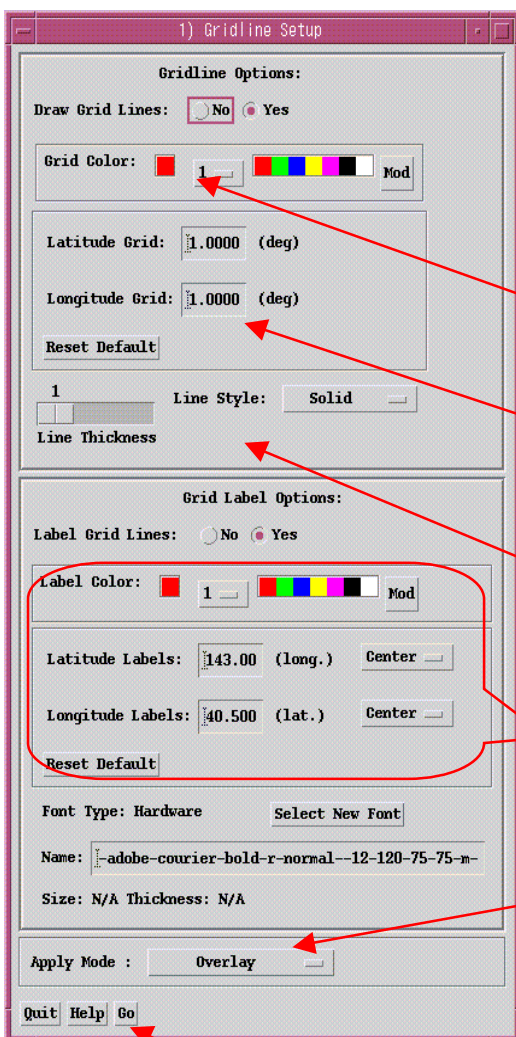 1) Gridline Setup
Gridline Options:
Draw Grid Lines: No Yes
Grid Color: 1 Mod
Latitude Grid: 1.0000 (deg)
Longitude Grid: 1.0000 (deg)
Reset Default
1 Line Style: Solid
Line Thickness
Grid Label Options:
Label Grid Lines: No Yes
Label Color: 1 Mod
Latitude Labels: 143.00 (long.) Center
Longitude Labels: 40.500 (lat.) Center
Reset Default
Font Type: Hardware Select New Font
Name: -adobe-courier-bold-r-normal--12-120-75-75-m-
Size: N/A Thickness: N/A
Apply Mode : Overlay
Quit Help Go